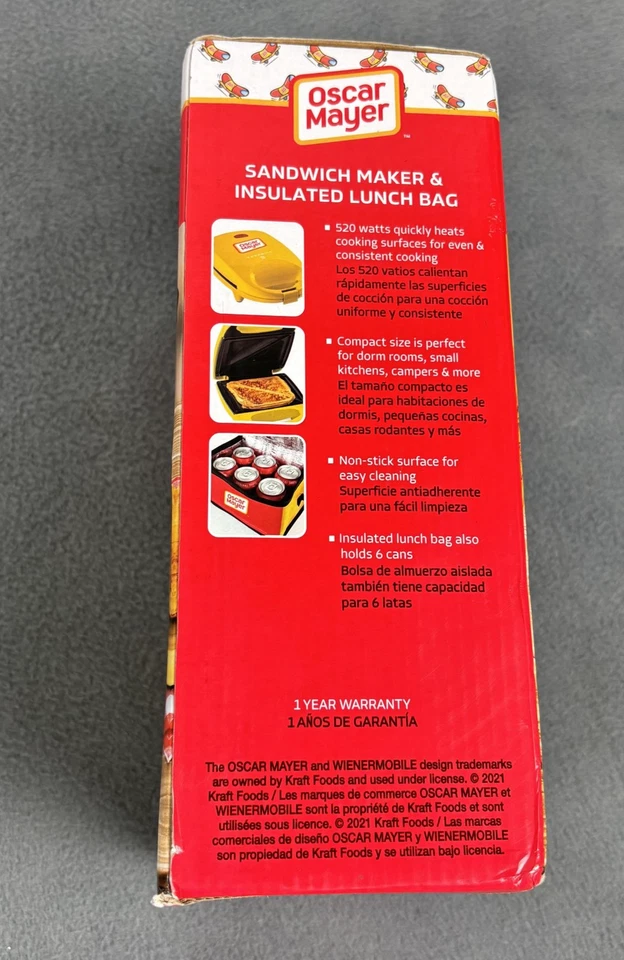 Oscar
Mayer
™
SANDWICH MAKER &
INSULATED LUNCH BAG
Oscar
Mayer
▪ 520 watts quickly heats
cooking surfaces for even &
consistent cooking
Los 520 vatios calientan
rápidamente las superficies
de cocción para una cocción
uniforme y consistente
▪ Compact size is perfect
for dorm rooms, small
kitchens, campers & more
El tamaño compacto es
ideal para habitaciones de
dormis, pequeñas cocinas,
casas rodantes y más
Oscar
Mayer
▪ Non-stick surface for
easy cleaning
Superficie antiadherente
para una fácil limpieza
▪ Insulated lunch bag also
holds 6 cans
Bolsa de almuerzo aislada
también tiene capacidad
para 6 latas
1 YEAR WARRANTY
1 AÑOS DE GARANTÍA
The OSCAR MAYER and WIENERMOBILE design trademarks
are owned by Kraft Foods and used under license. © 2021
Kraft Foods / Les marques de commerce OSCAR MAYER et
WIENERMOBILE sont la propriété de Kraft Foods et sont
utilisées sous licence. © 2021 Kraft Foods / Las marcas
comerciales de diseño OSCAR MAYER y WIENERMOBILE
son propiedad de Kraft Foods y se utilizan bajo licencia.